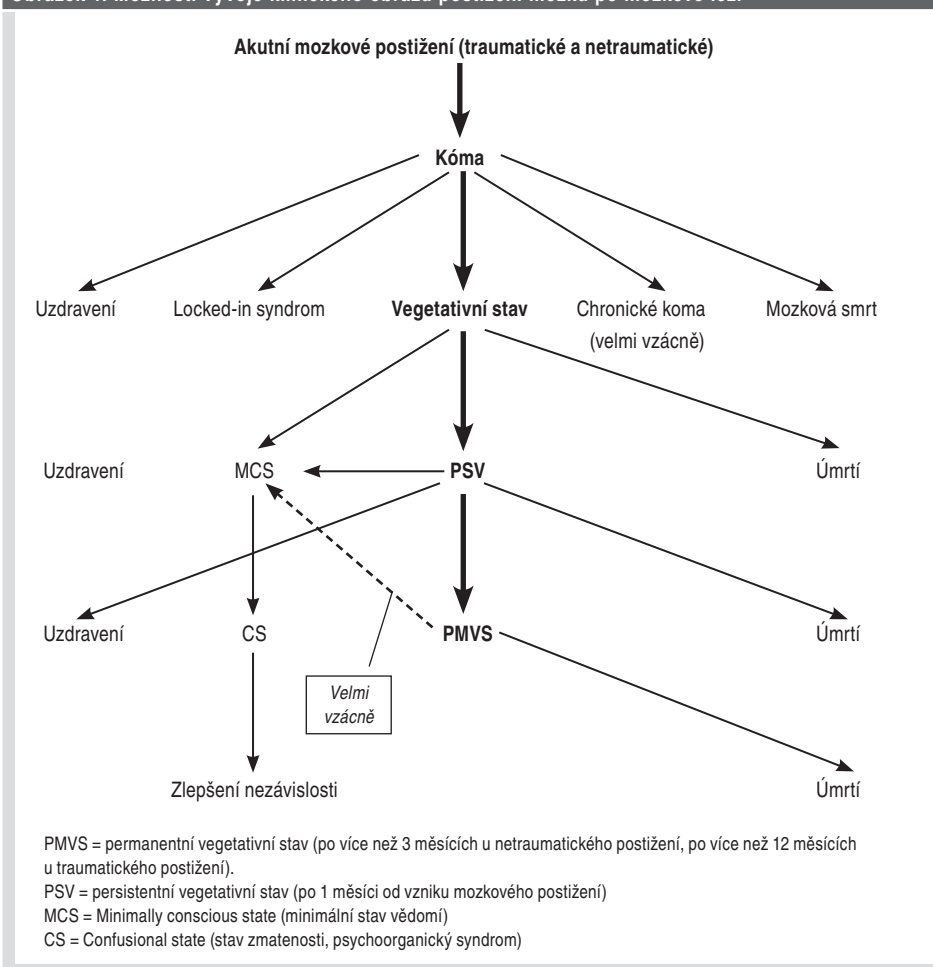 Akutní mozkové postižení (traumatické a netraumatické)
Kóma
Uzdravení Locked-in syndrom Vegetativní stav Chronické koma Mozková smrt
(velmi vzácně)
Uzdravení MCS PSV Úmrtí
Uzdravení CS PMVS Úmrtí
Velmi
vzácně
Zlepšení nezávislosti Úmrtí
PMVS = permanentní vegetativní stav (po více než 3 měsících u netraumatického postižení, po více než 12 měsících
u traumatického postižení).
PSV = persistentní vegetativní stav (po 1 měsíci od vzniku mozkového postižení)
MCS = Minimally conscious state (minimální stav vědomí)
CS = Confusional state (stav zmatenosti, psychoorganický syndrom)